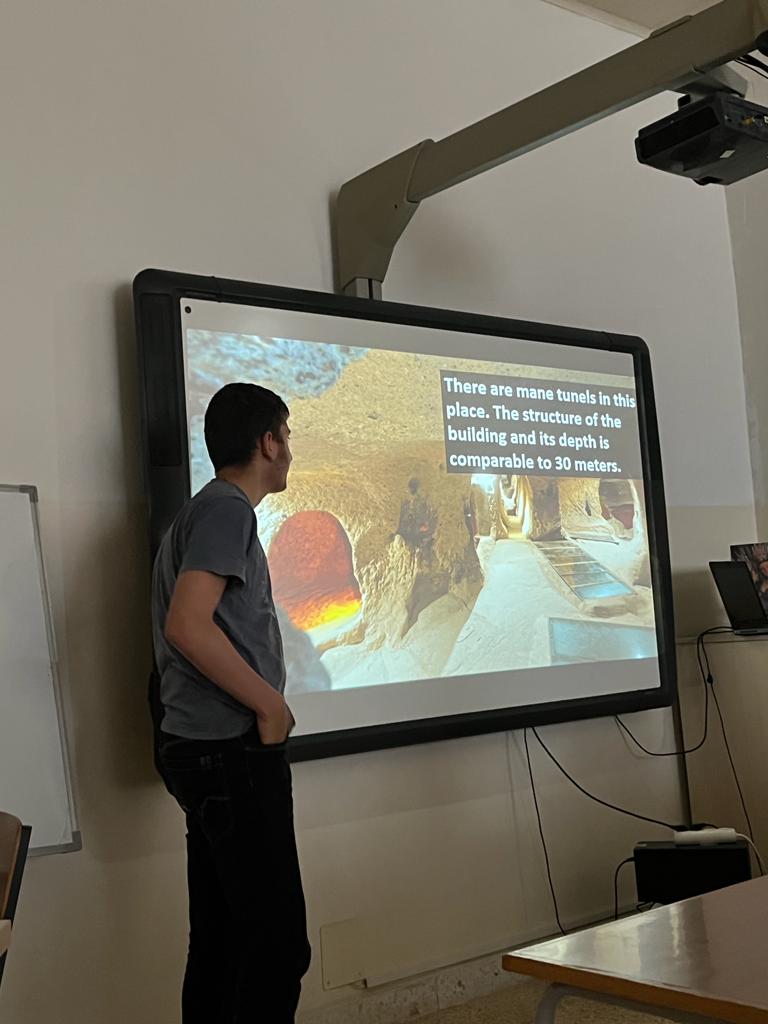 There are mane tunels in this
place. The structure of the
building and its depth is
comparable to 30 meters.